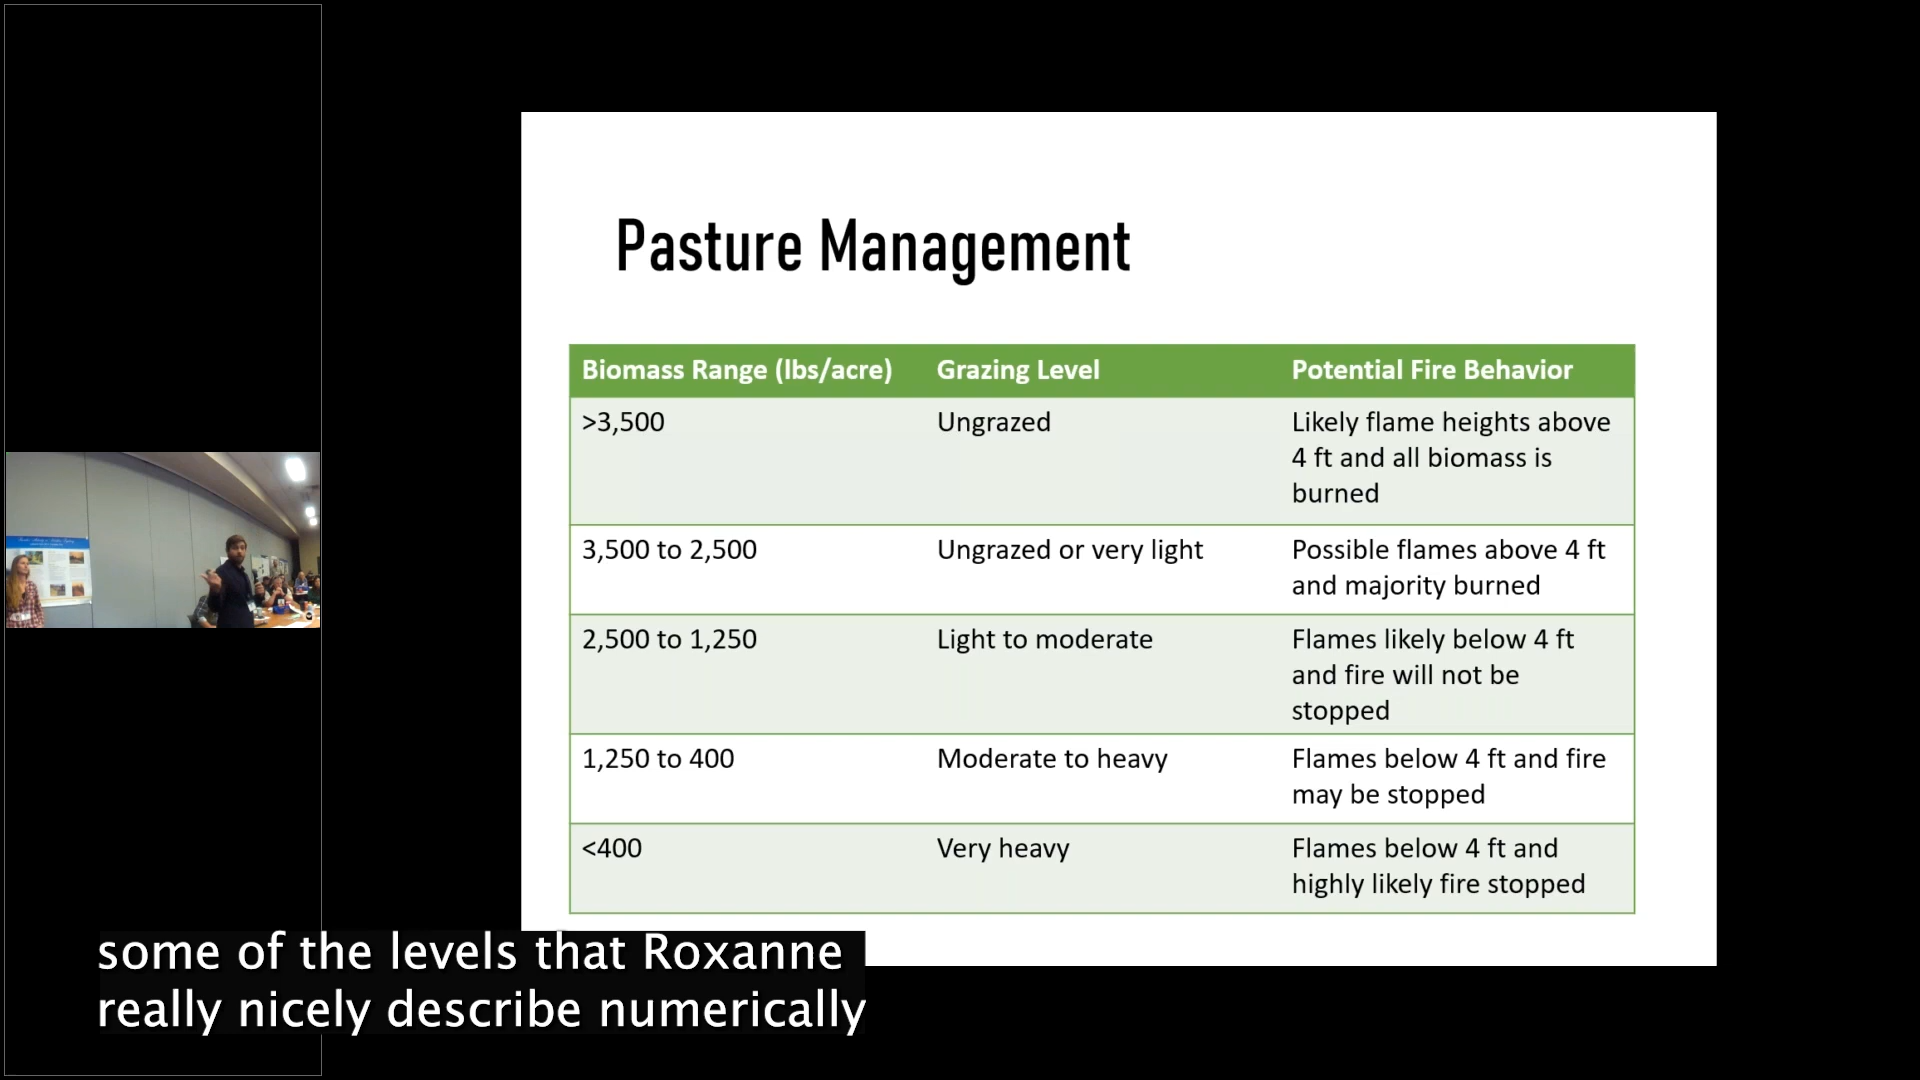 Pasture Management
Biomass Range (lbs/acre) Grazing Level Potential Fire Behavior
>3,500 Ungrazed Likely flame heights above
4 ft and all biomass is
burned
3,500 to 2,500 Ungrazed or very light Possible flames above 4 ft
and majority burned
2,500 to 1,250 Light to moderate Flames likely below 4 ft
and fire will not be
stopped
1,250 to 400 Moderate to heavy Flames below 4 ft and fire
may be stopped
<400 Very heavy Flames below 4 ft and
highly likely fire stopped
some of the levels that Roxanne
really nicely describe numerically